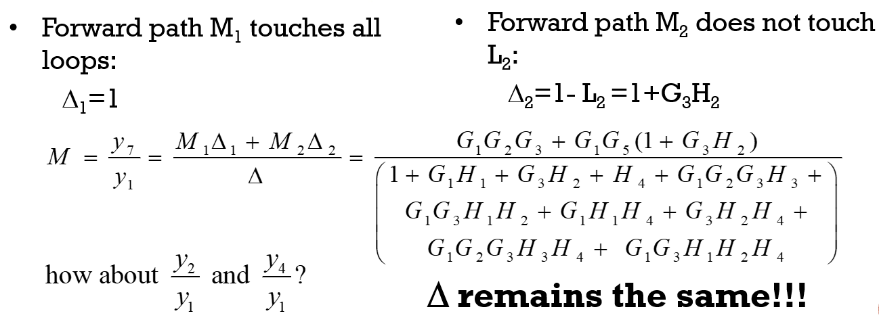 • Forward path M₁ touches all
loops:
Δ₁=1
• Forward path M₂ does not touch
L₂:
Δ₂=1- L₂ =1+G₃H₂
M = y₇ / y₁ = (M₁Δ₁ + M₂Δ₂) / Δ = (G₁G₂G₃ + G₁G₅(1 + G₃H₂)) /
(1 + G₁H₁ + G₃H₂ + H₄ + G₁G₂G₃H₃ +
G₁G₃H₁H₂ + G₁H₁H₄ + G₃H₂H₄ +
G₁G₂G₃H₃H₄ + G₁G₃H₁H₂H₄)
how about y₂/y₁ and y₄/y₁?
Δ remains the same!!!